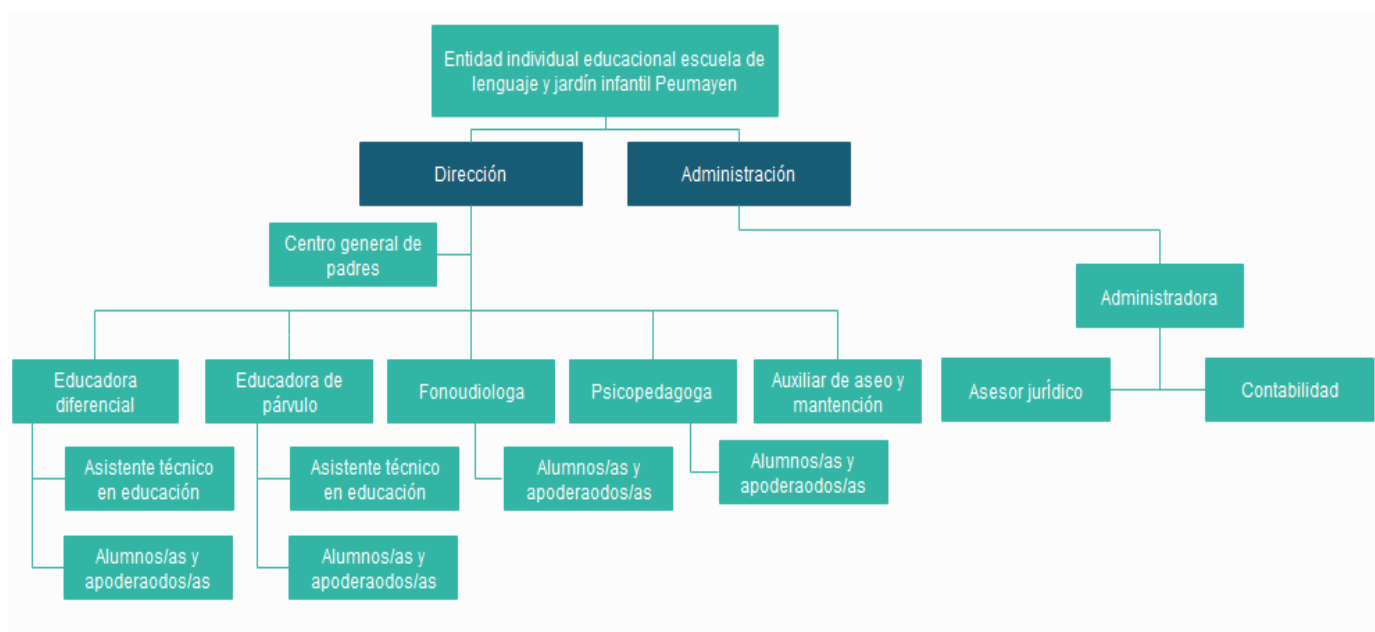 Entidad individual educacional escuela de
lenguaje y jardín infantil Peumayen
Dirección
Administración
Centro general de
padres
Administradora
Educadora
diferencial
Educadora de
párvulo
Fonoudiologa
Psicopedagoga
Auxiliar de aseo y
mantención
Asesor jurídico
Contabilidad
Asistente técnico
en educación
Asistente técnico
en educación
Alumnos/as y
apoderaodos/as
Alumnos/as y
apoderaodos/as
Alumnos/as y
apoderaodos/as
Alumnos/as y
apoderaodos/as